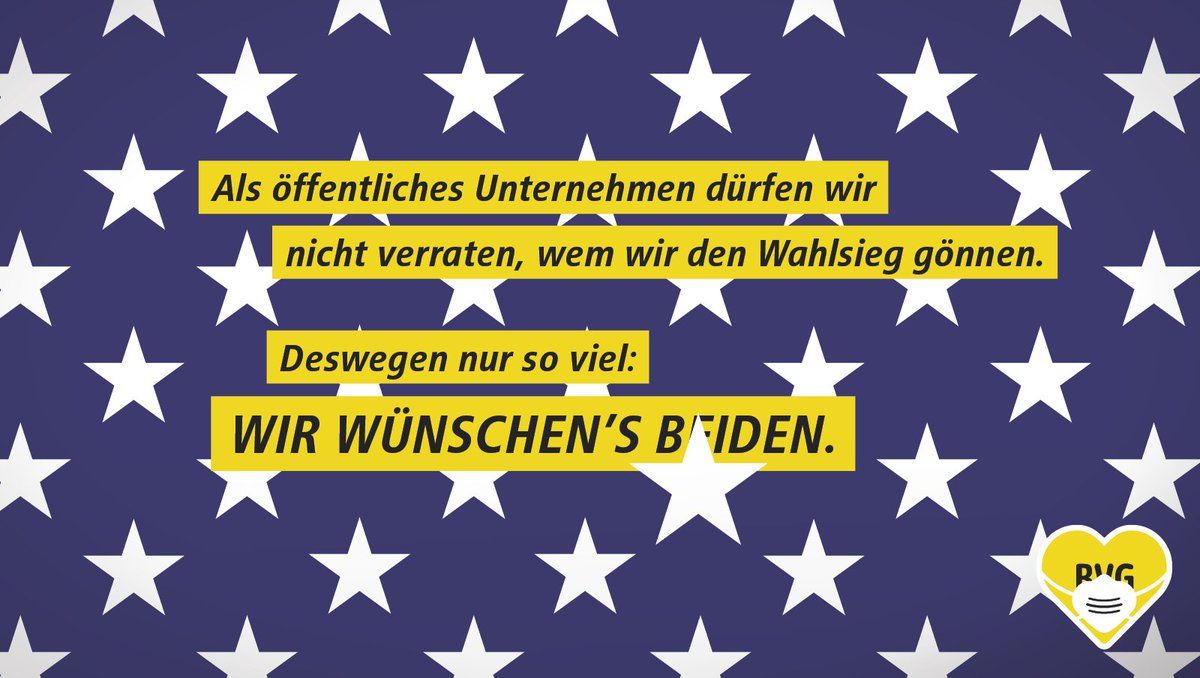 Als öffentliches Unternehmen dürfen wir
nicht verraten, wem wir den Wahlsieg gönnen.
Deswegen nur so viel:
WIR WÜNSCHEN’S BEIDEN.
BVG